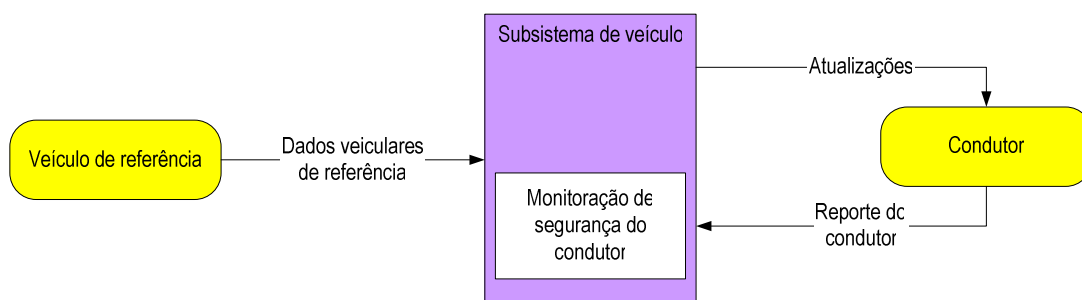 Subsistema de veículo
Atualizações
Veículo de referência
Dados veiculares
de referência
Condutor
Monitoração de
segurança do
condutor
Reporte do
condutor